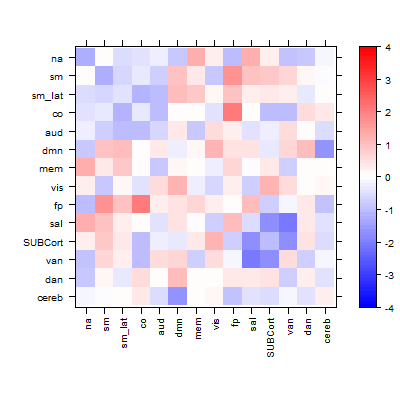 na
sm
sm_lat
co
aud
dmn
mem
vis
fp
sal
SUBCort
van
dan
cereb
na
sm
sm_lat
co
aud
dmn
mem
vis
fp
sal
SUBCort
van
dan
cereb
4
3
2
1
0
-1
-2
-3
-4